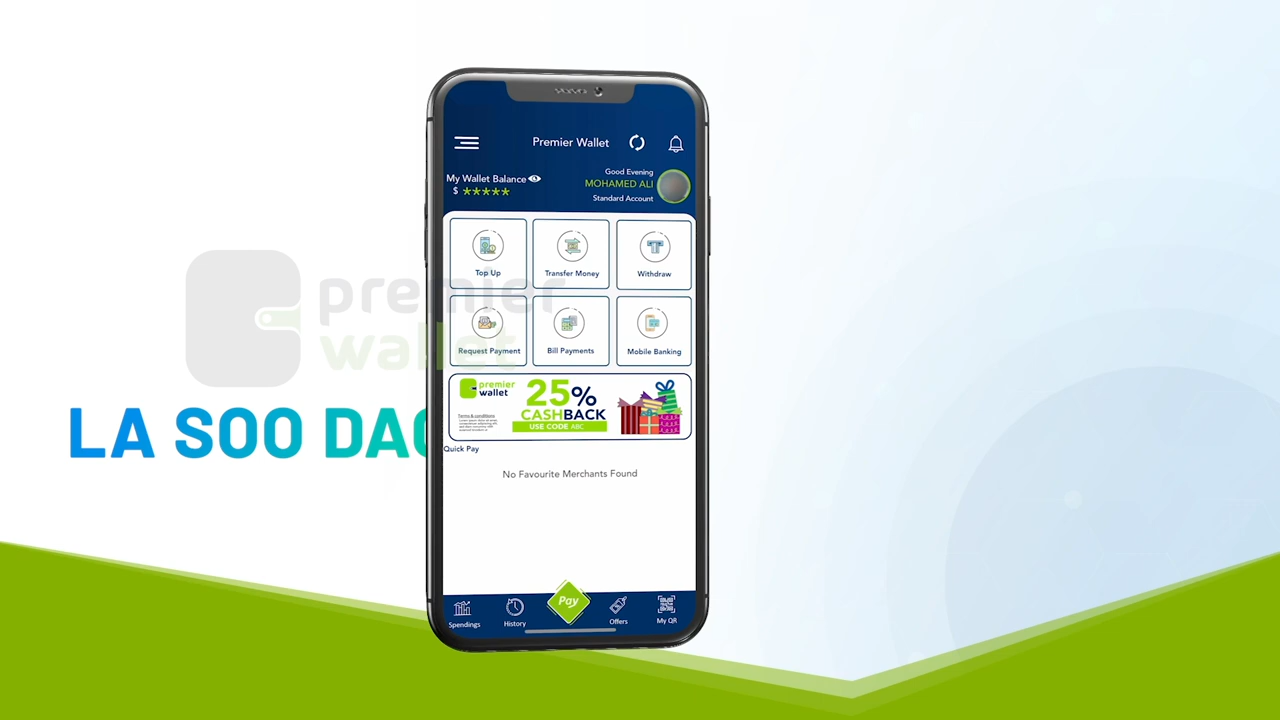 Premier Wallet
Good Evening
My Wallet Balance
MOHAMED ALI
$ *****
Standard Account
Top Up
Transfer Money
Withdraw
premier
wallet
Request Payment
Bill Payments
Mobile Banking
premier
wallet
25%
CASHBACK
USE CODE ABC
Terms & conditions
LA SOO DAG
Quick Pay
No Favourite Merchants Found
Pay
Spendings
History
Offers
My QR